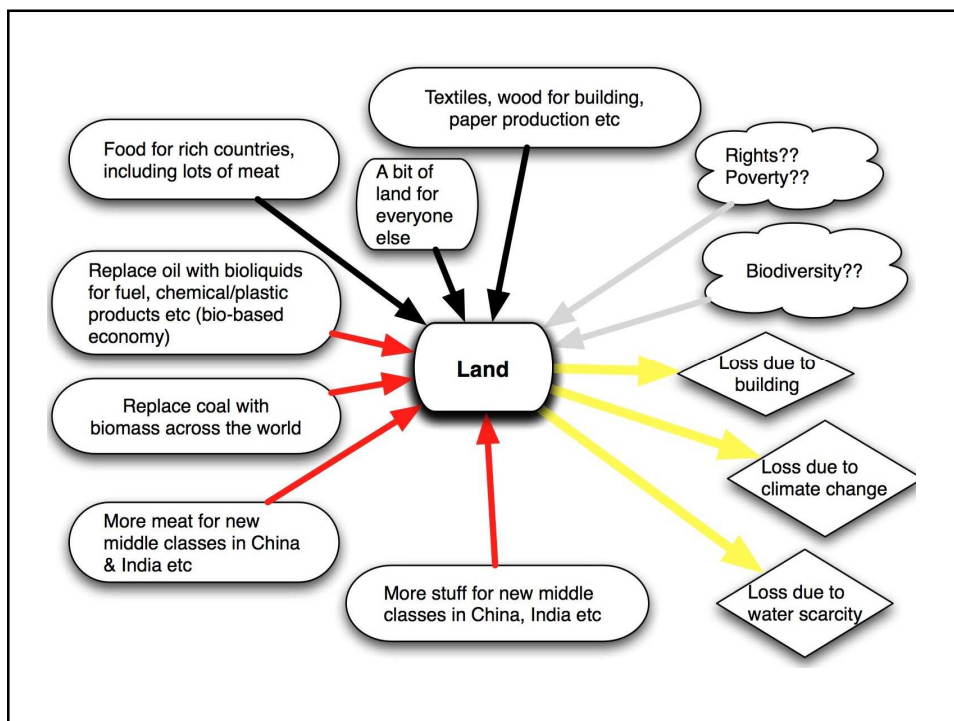 Textiles, wood for building,
paper production etc
Food for rich countries,
including lots of meat
A bit of
land for
everyone
else
Rights??
Poverty??
Biodiversity??
Replace oil with bioliquids
for fuel, chemical/plastic
products etc (bio-based
economy)
Land
Loss due to
building
Replace coal with
biomass across the world
Loss due to
climate change
More meat for new
middle classes in China
& India etc
More stuff for new middle
classes in China, India etc
Loss due to
water scarcity